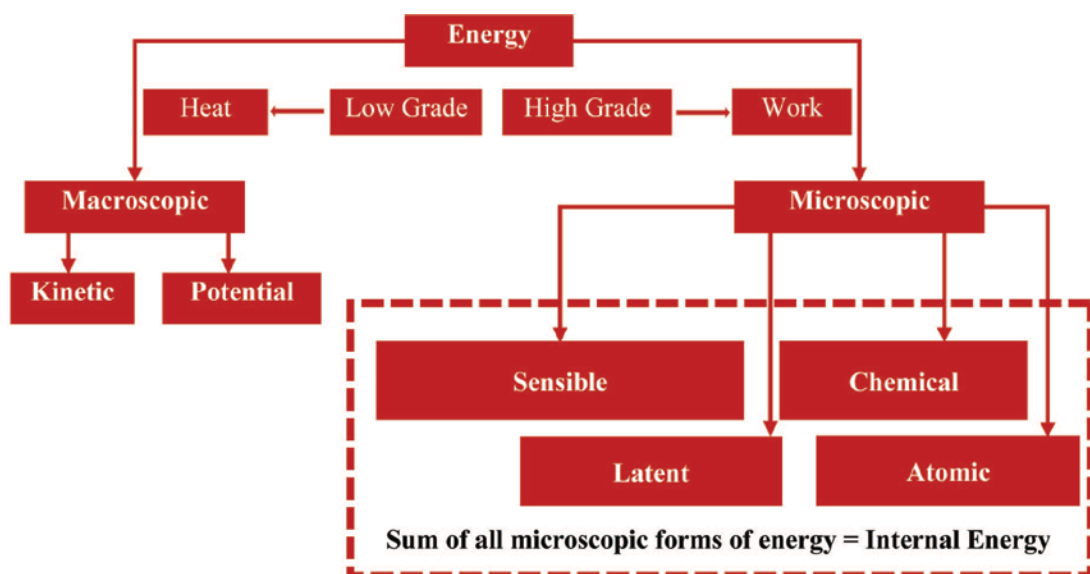 Energy
Heat
Low Grade
High Grade
Work
Macroscopic
Microscopic
Kinetic
Potential
Sensible
Chemical
Latent
Atomic
Sum of all microscopic forms of energy = Internal Energy